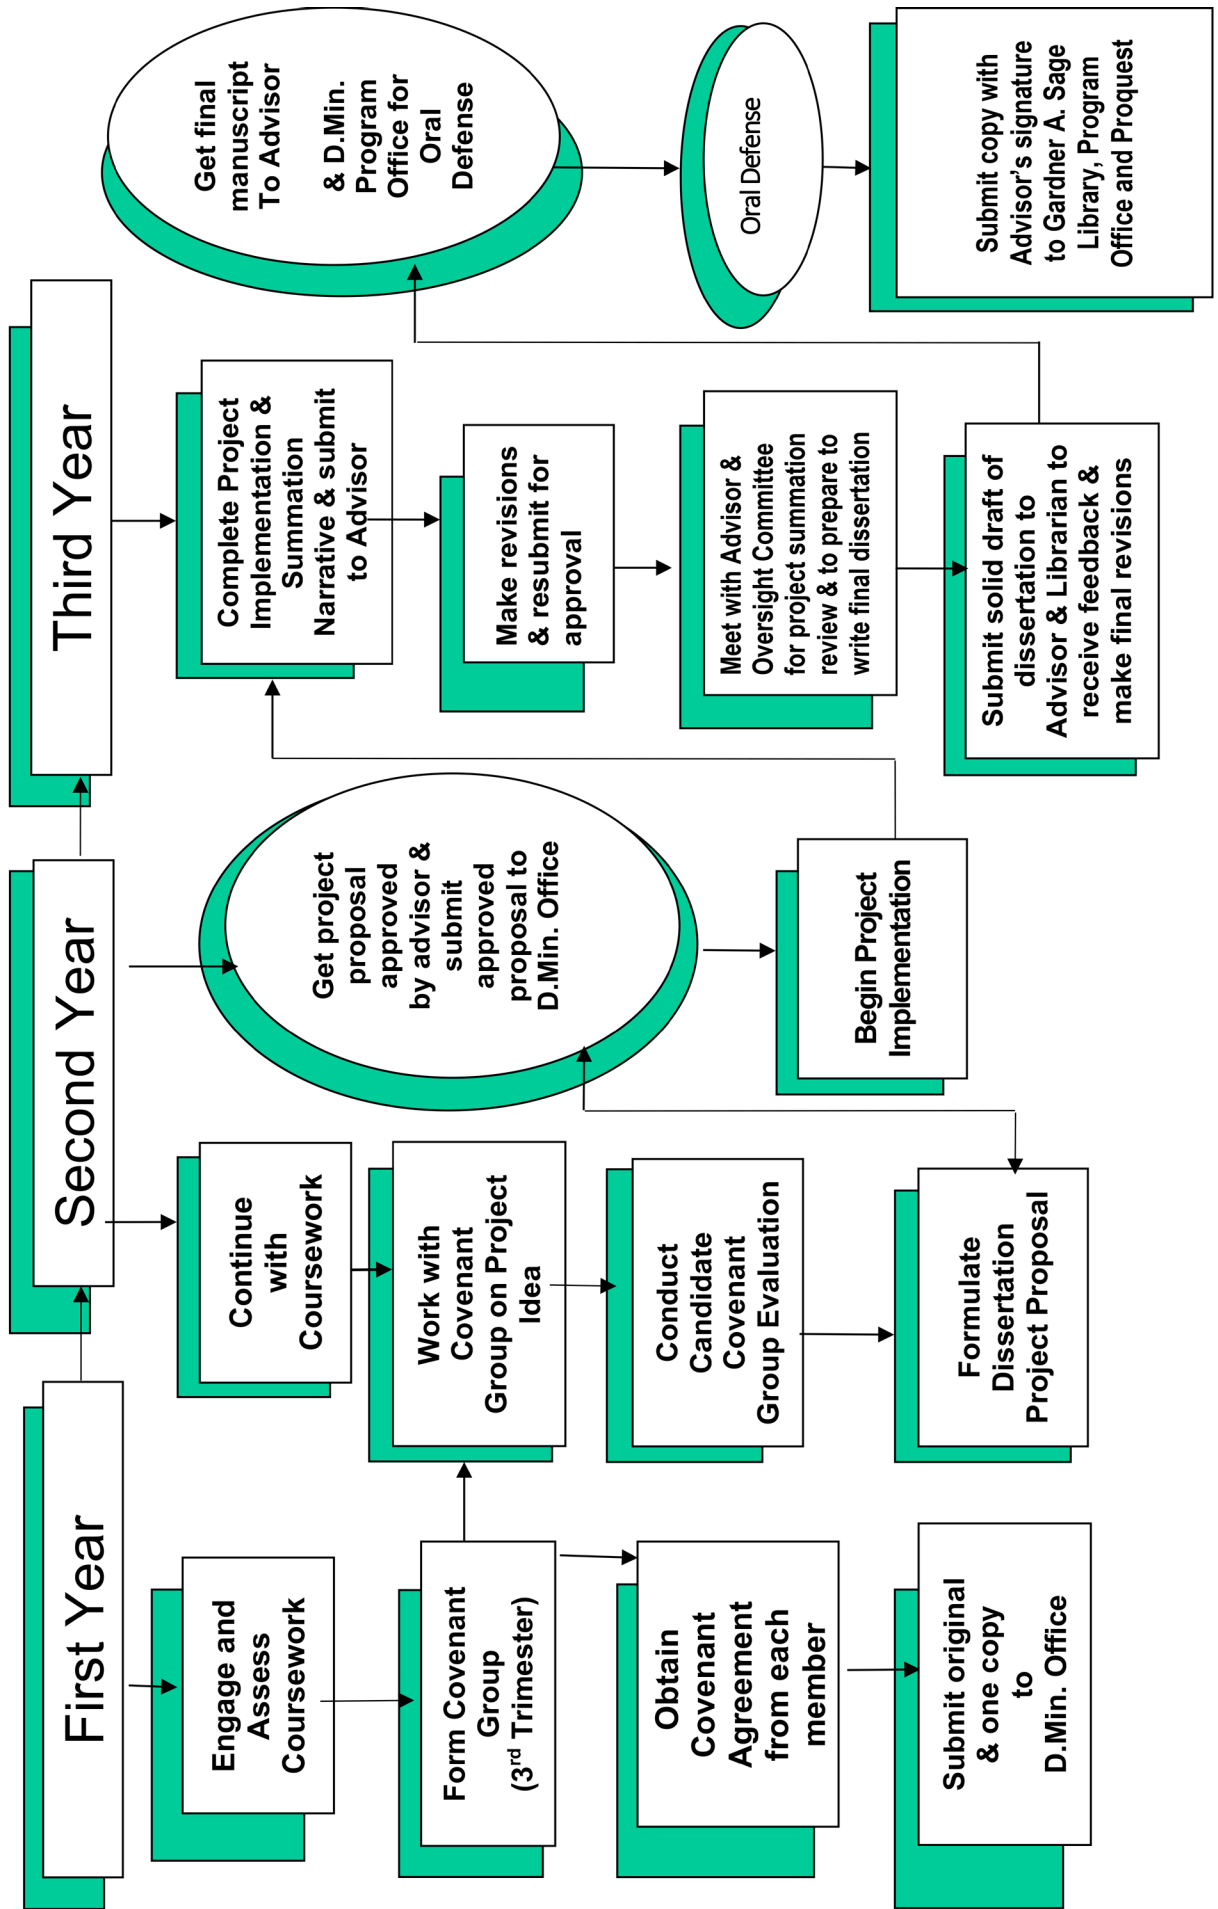 First Year
Engage and
Assess
Coursework
Form Covenant
Group
(3rd Trimester)
Obtain
Covenant
Agreement
from each
member
Submit original
& one copy
to
D.Min. Office
Second Year
Continue
with
Coursework
Work with
Covenant
Group on Project
Idea
Conduct
Candidate
Covenant
Group Evaluation
Formulate
Dissertation
Project Proposal
Get project
proposal
approved
by advisor &
submit
approved
proposal to
D.Min. Office
Begin Project
Implementation
Third Year
Complete Project
Implementation &
Summation
Narrative & submit
to Advisor
Make revisions
& resubmit for
approval
Meet with Advisor &
Oversight Committee
for project summation
review & to prepare to
write final dissertation
Submit solid draft of
dissertation to
Advisor & Librarian to
receive feedback &
make final revisions
Get final
manuscript
To Advisor
& D.Min.
Program
Office for
Oral
Defense
Oral Defense
Submit copy with
Advisor's signature
to Gardner A. Sage
Library, Program
Office and Proquest